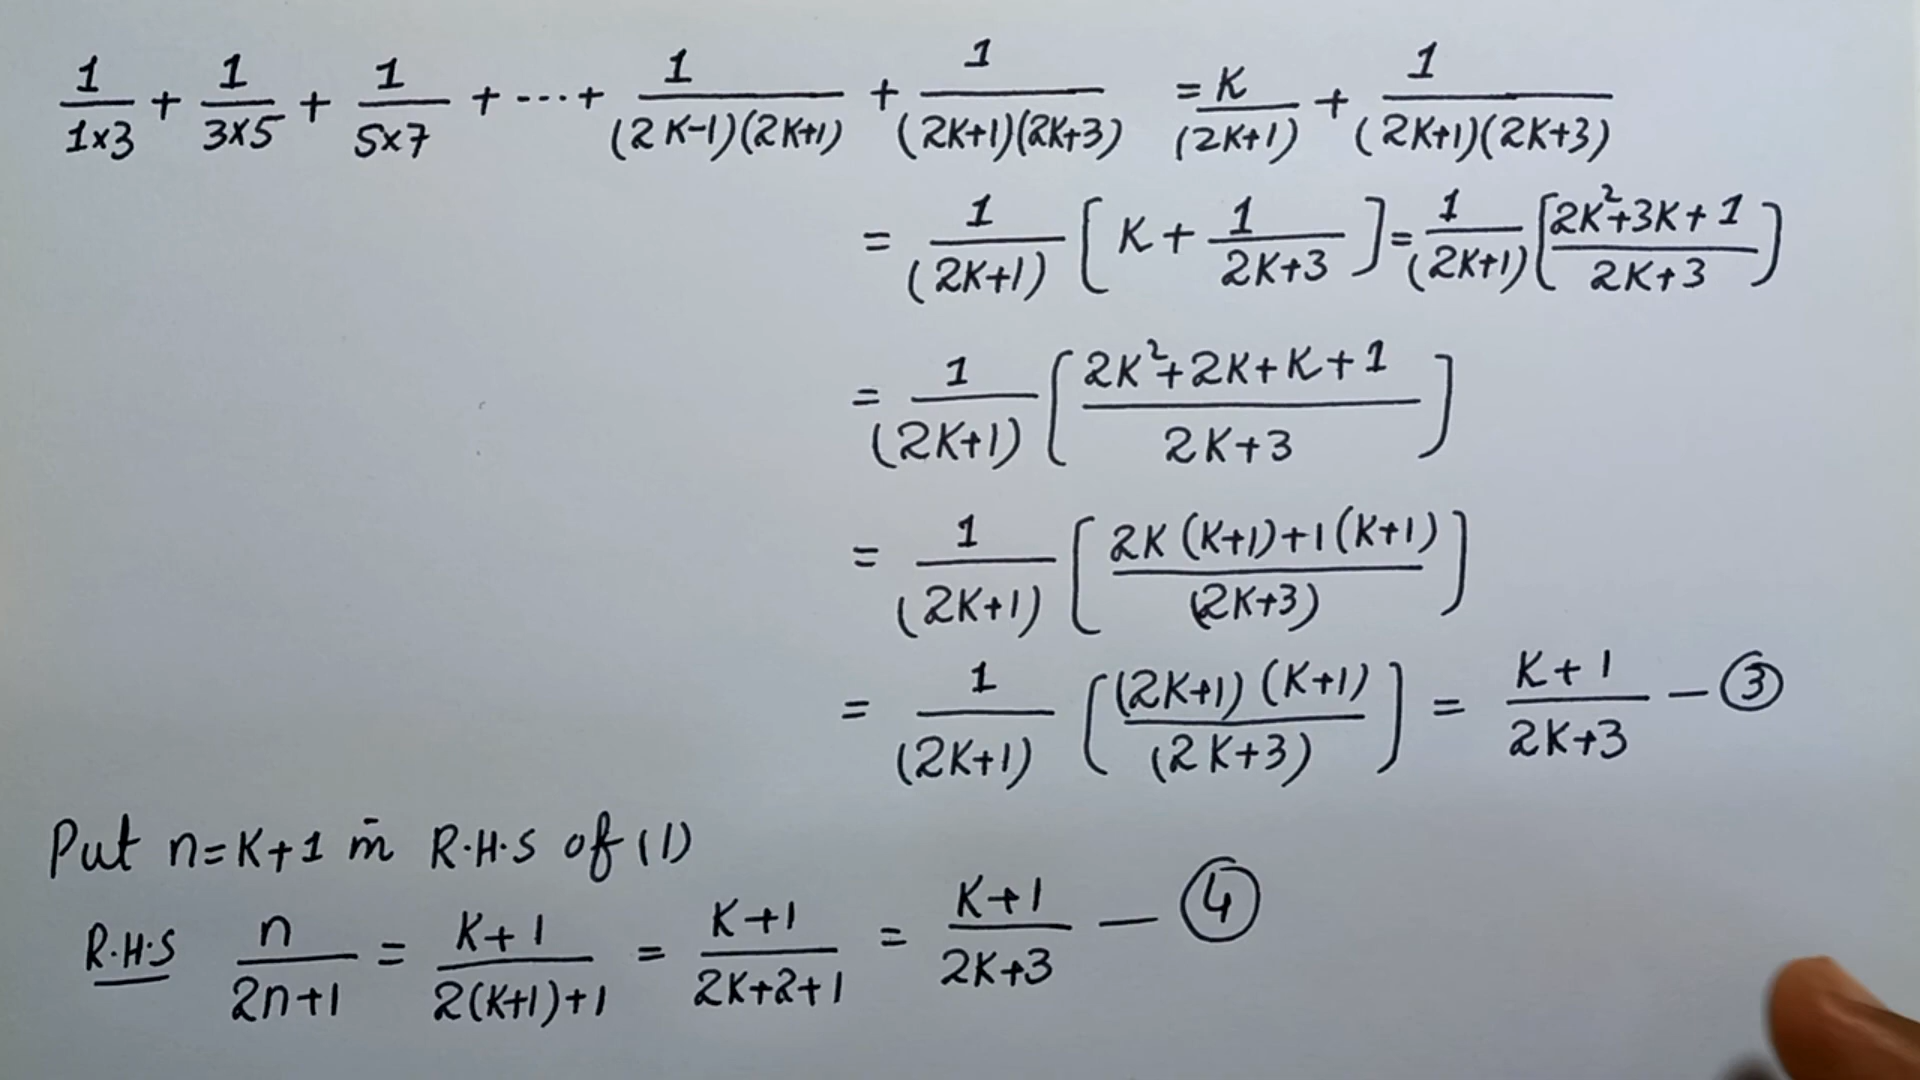 1/(1×3) + 1/(3×5) + 1/(5×7) + ---- + 1/((2K-1)(2K+1)) + 1/((2K+1)(2K+3)) = K/(2K+1) + 1/((2K+1)(2K+3))
= 1/(2K+1) [K + 1/(2K+3)] = 1/(2K+1) [(2K²+3K+1)/(2K+3)]
= 1/(2K+1) [(2K²+2K+K+1)/(2K+3)]
= 1/(2K+1) [(2K(K+1)+1(K+1))/(2K+3)]
= 1/(2K+1) [((2K+1)(K+1))/(2K+3)] = (K+1)/(2K+3) — ③
Put n=K+1 in R.H.S of (1)
R.H.S n/(2n+1) = (K+1)/(2(K+1)+1) = (K+1)/(2K+2+1) = (K+1)/(2K+3) — ④